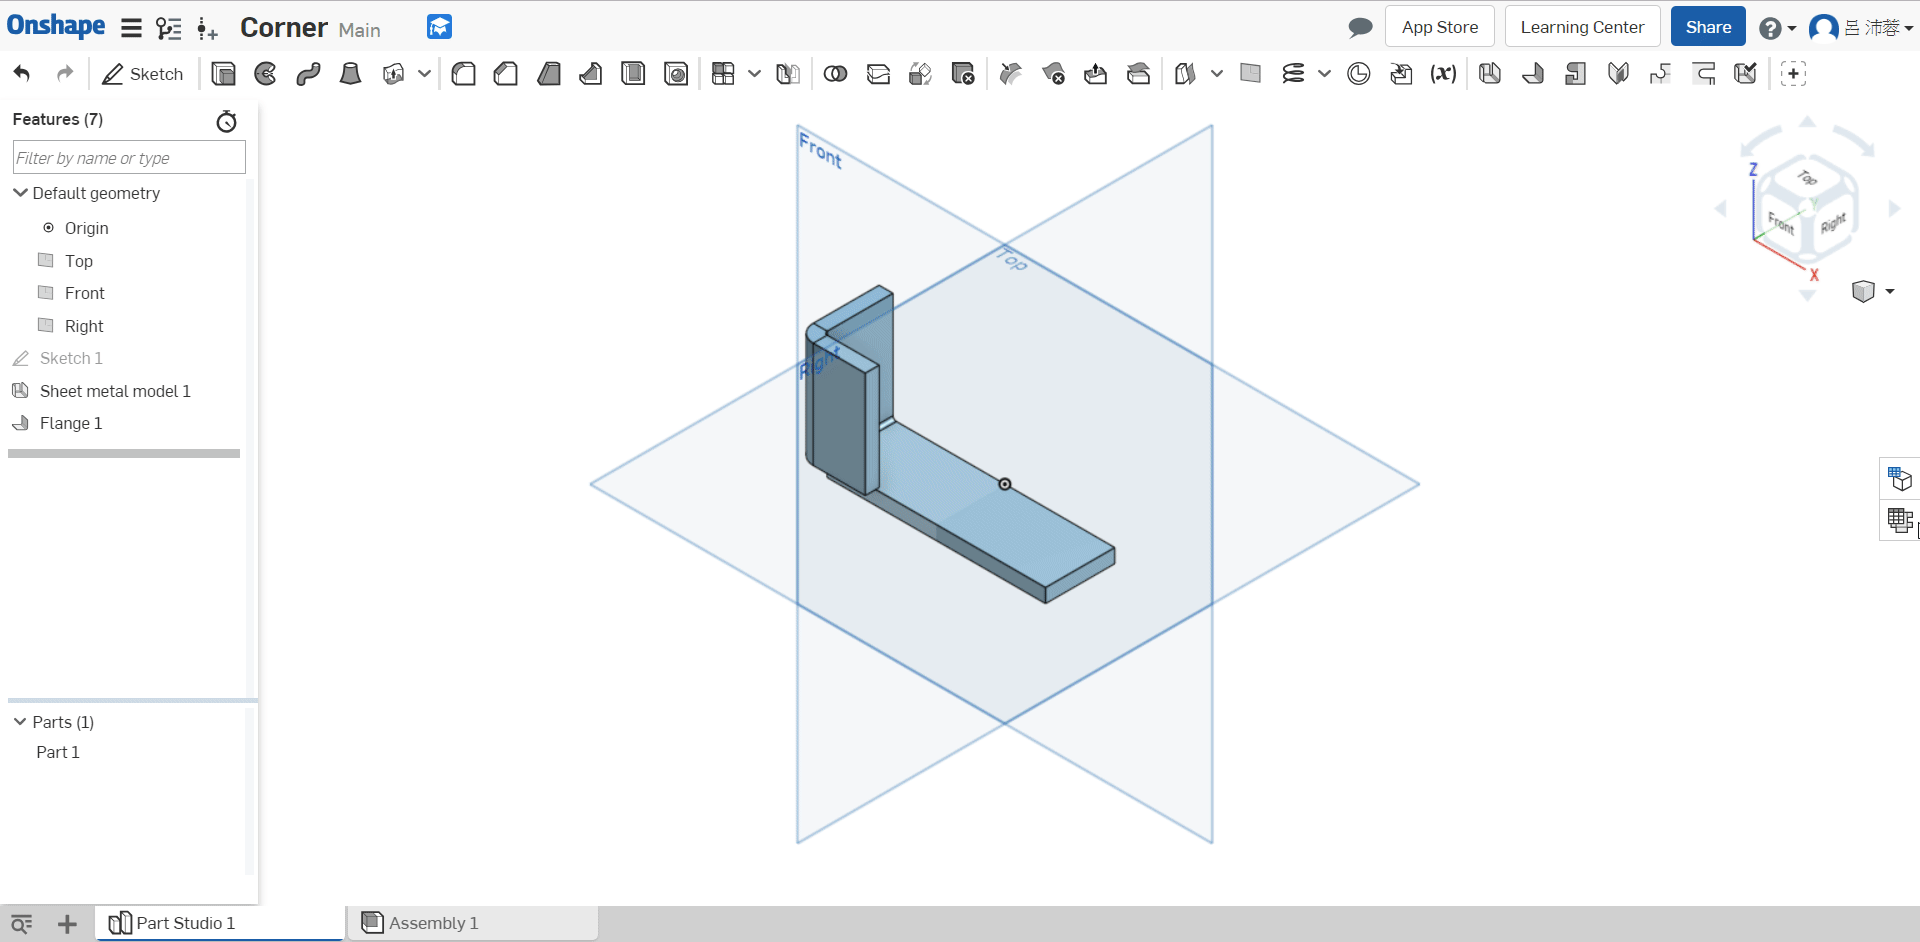 Onshape Corner Main App Store Learning Center Share 呂 沛蓉
Sketch (x)
Features (7)
Filter by name or type
Default geometry
Origin
Top
Front
Right
Sketch 1
Sheet metal model 1
Flange 1
Parts (1)
Part 1
Front
Top
Right
Z
Top
Front
Right
Y
X
Part Studio 1 Assembly 1